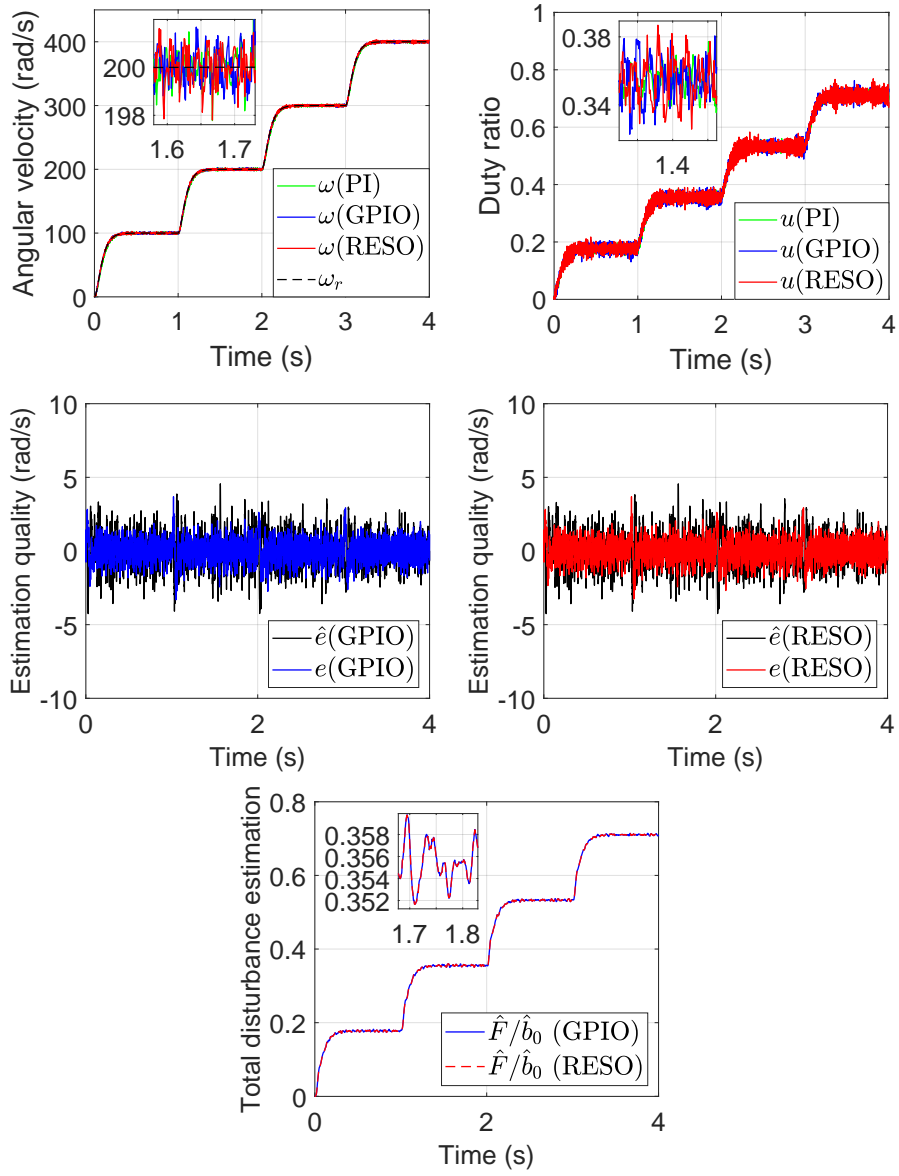 Angular velocity (rad/s)
400
300
200
100
0
200
198
1.6 1.7
ω(PI)
ω(GPIO)
ω(RESO)
ω_r
0 1 2 3 4
Time (s)
Duty ratio
1
0.8
0.6
0.4
0.2
0
0.38
0.34
1.4
u(PI)
u(GPIO)
u(RESO)
0 1 2 3 4
Time (s)
Estimation quality (rad/s)
10
5
0
-5
-10
ê(GPIO)
e(GPIO)
0 2 4
Time (s)
Estimation quality (rad/s)
10
5
0
-5
-10
ê(RESO)
e(RESO)
0 2 4
Time (s)
Total disturbance estimation
0.8
0.6
0.4
0.2
0
0.358
0.356
0.354
0.352
1.7 1.8
F̂/b̂₀ (GPIO)
F̂/b̂₀ (RESO)
0 2 4
Time (s)